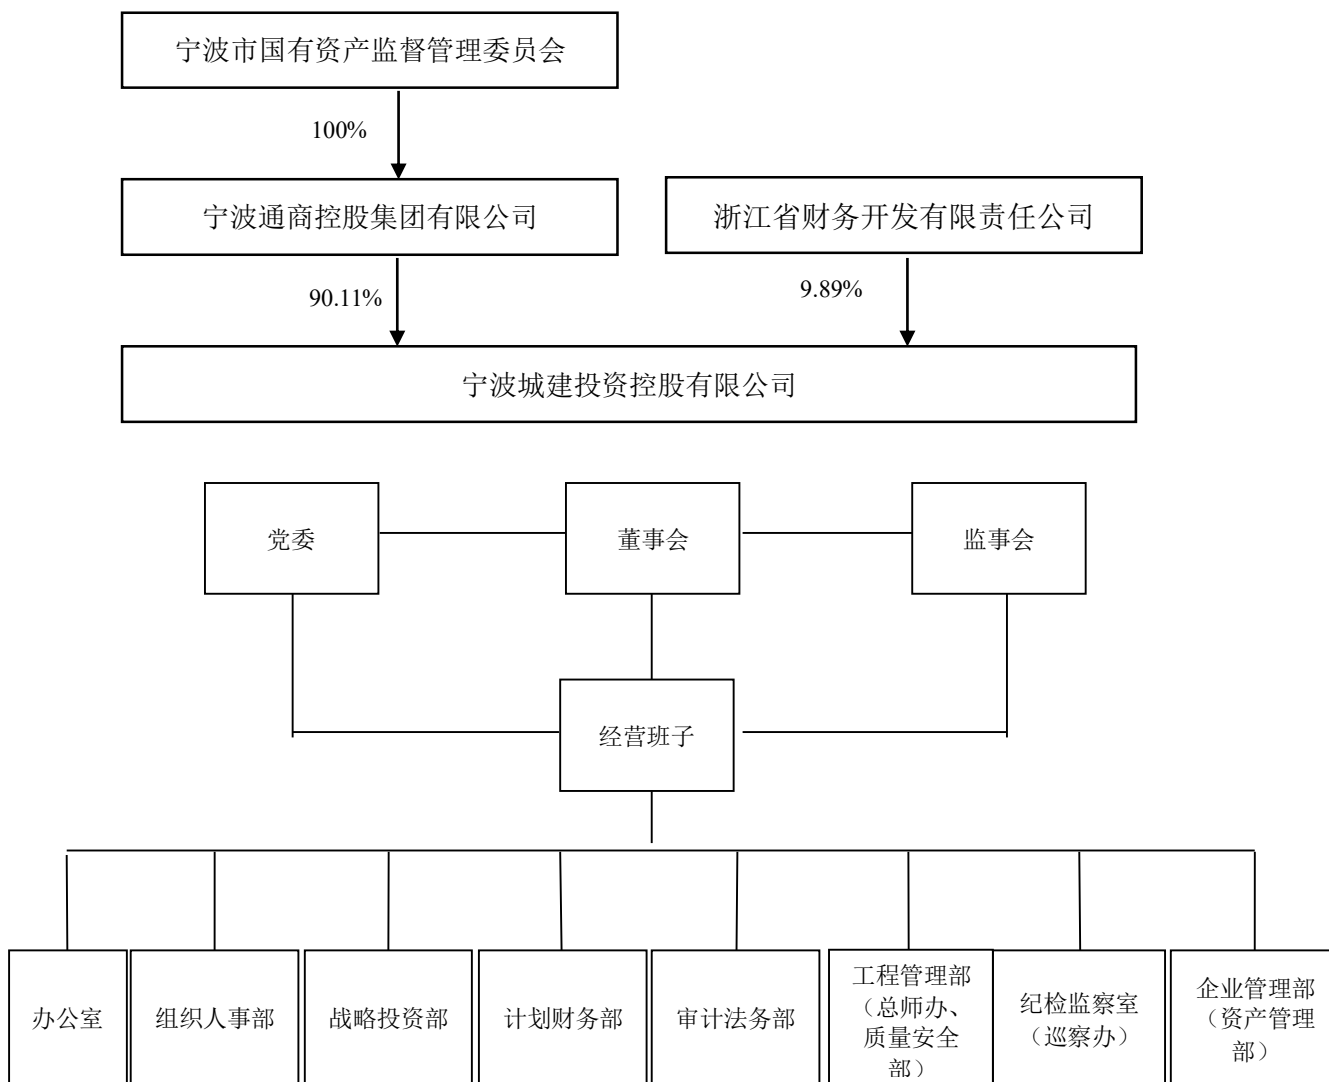 宁波市国有资产监督管理委员会
100%
宁波通商控股集团有限公司
浙江省财务开发有限责任公司
90.11%
9.89%
宁波城建投资控股有限公司
党委
董事会
监事会
经营班子
办公室
组织人事部
战略投资部
计划财务部
审计法务部
工程管理部
（总师办、
质量安全
部）
纪检监察室
（巡察办）
企业管理部
（资产管理
部）